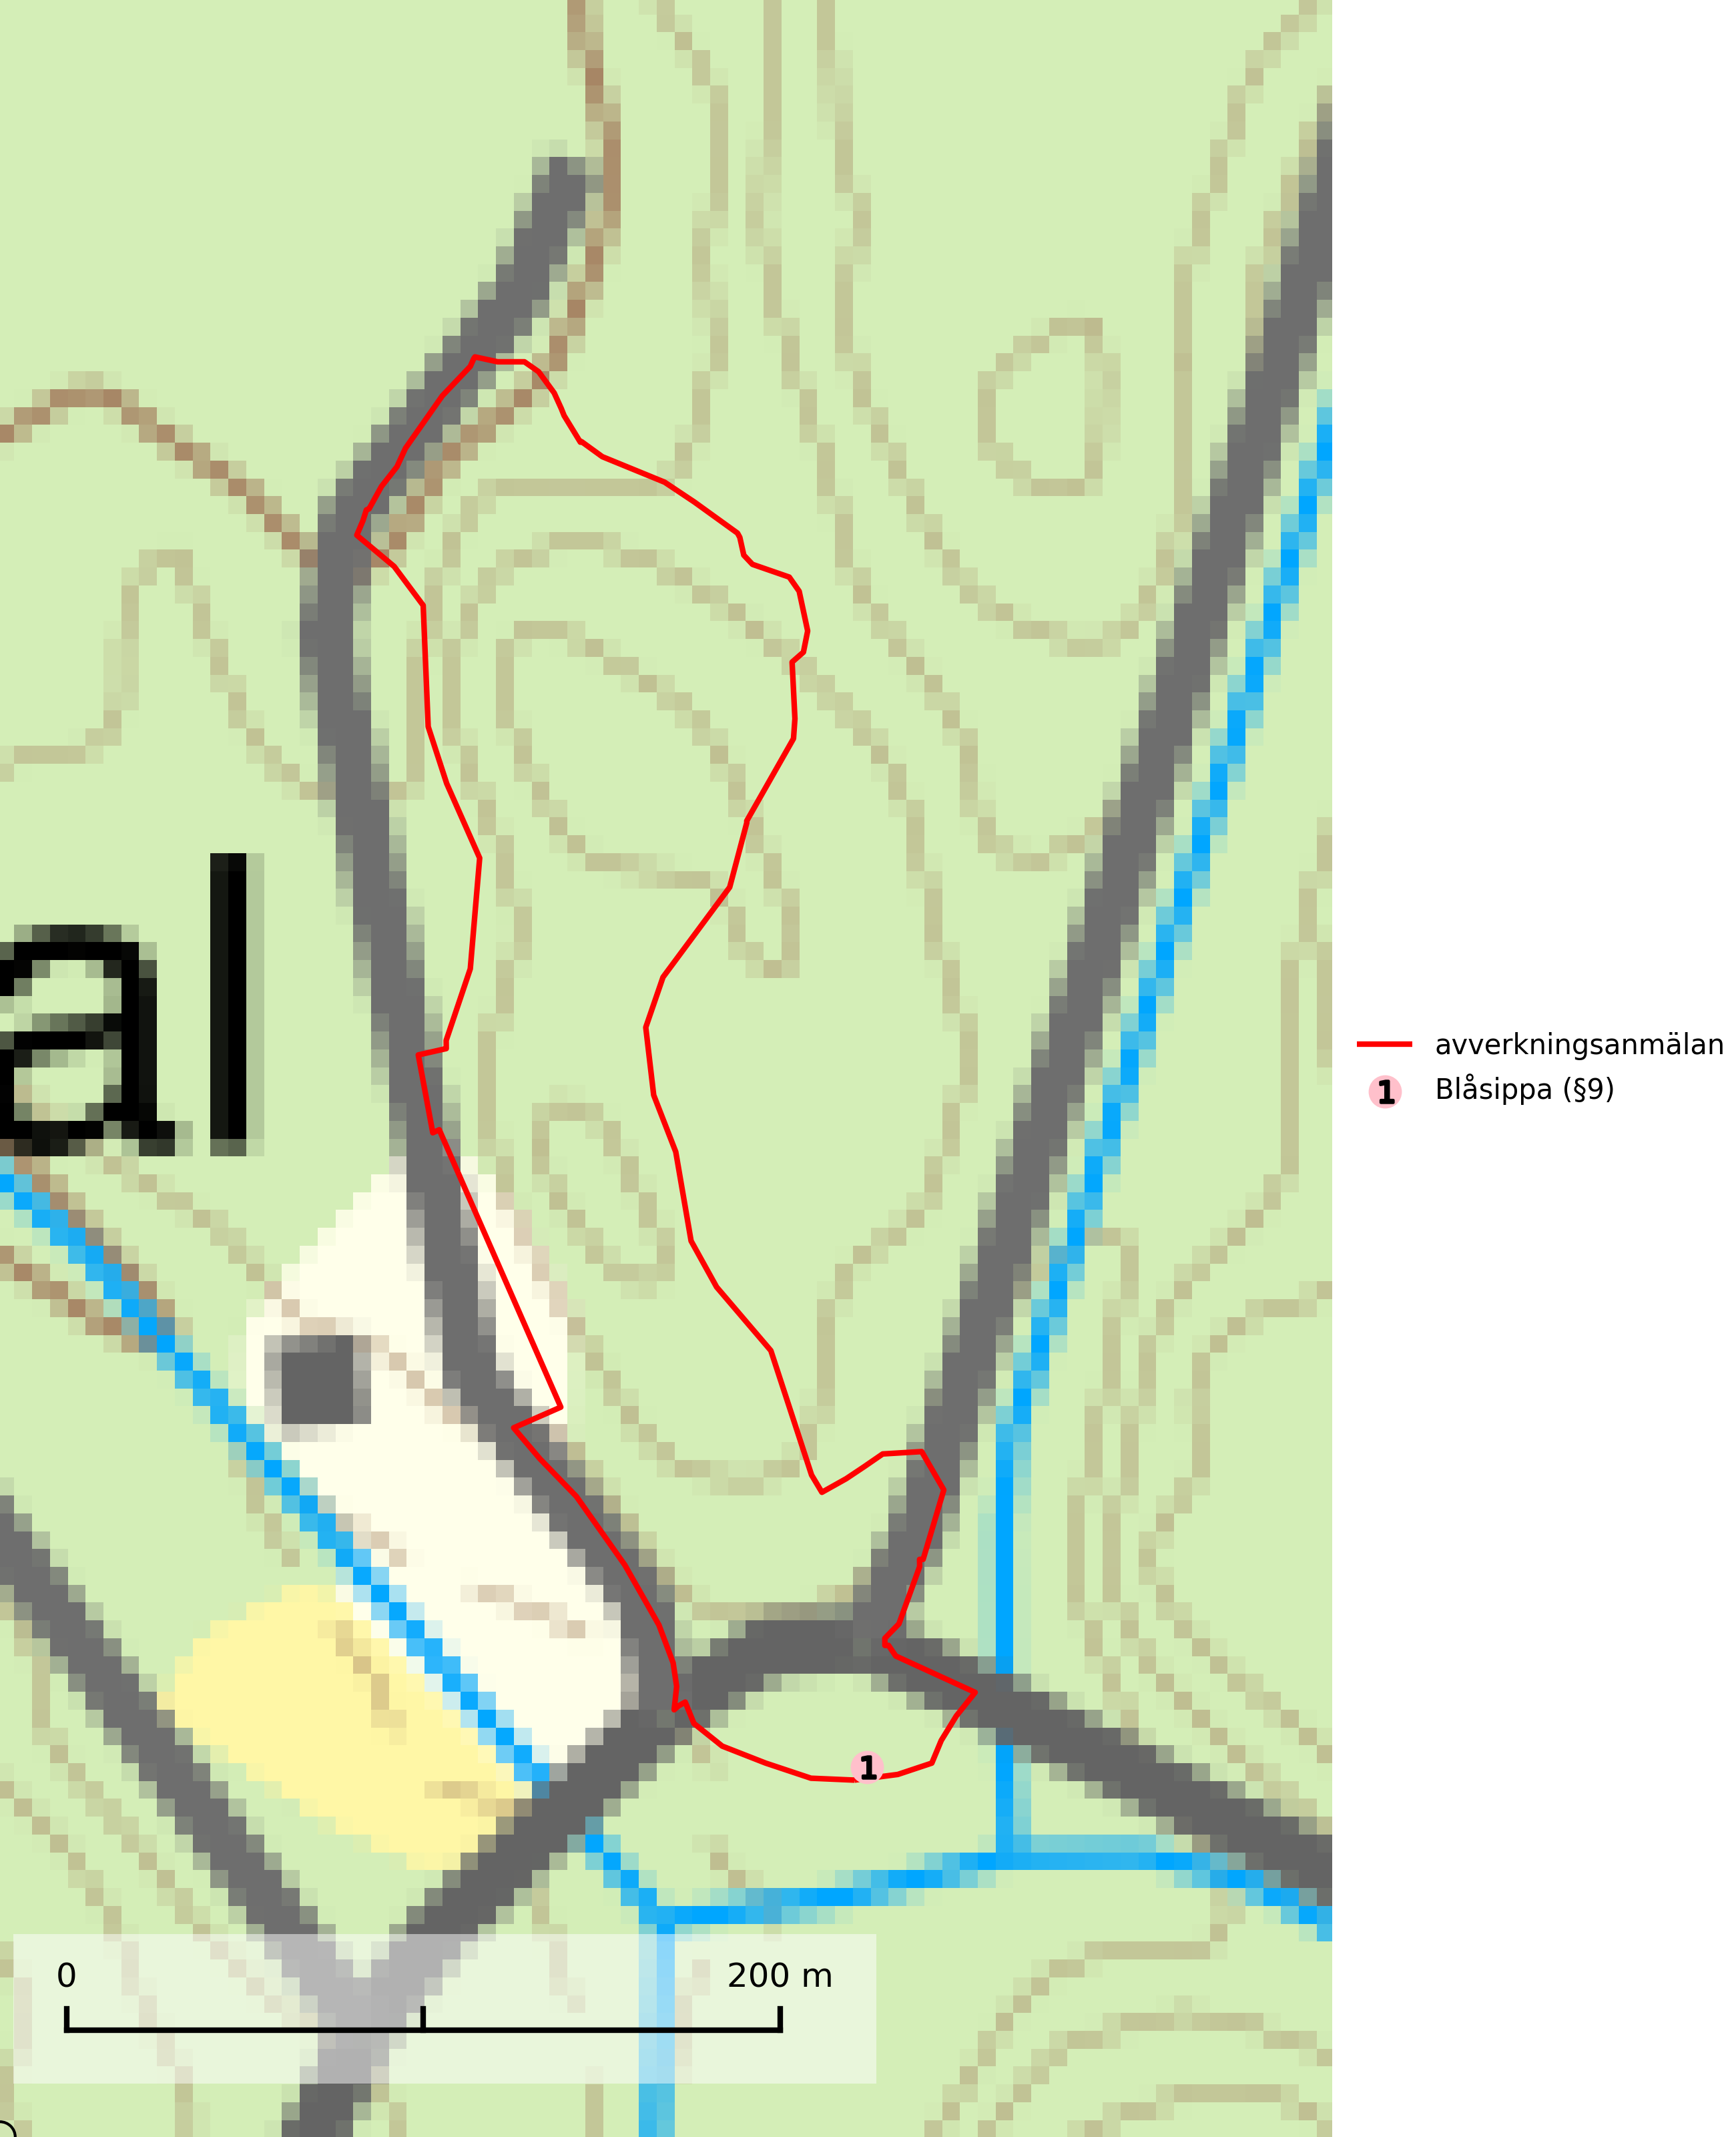 al
avverkningsanmälan
1 Blåsippa (§9)
1
0 200 m